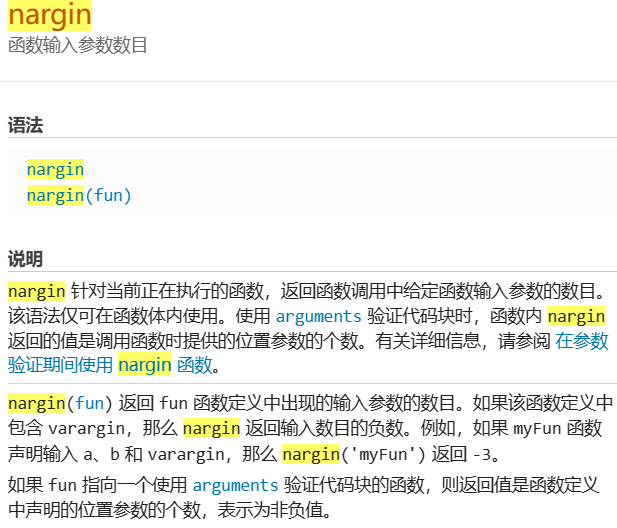 nargin
函数输入参数数目
语法
nargin
nargin(fun)
说明
nargin 针对当前正在执行的函数，返回函数调用中给定函数输入参数的数目。
该语法仅可在函数体内使用。使用 arguments 验证代码块时，函数内 nargin
返回的值是调用函数时提供的位置参数的个数。有关详细信息，请参阅 在参数
验证期间使用 nargin 函数。
nargin(fun) 返回 fun 函数定义中出现的输入参数的数目。如果该函数定义中
包含 varargin，那么 nargin 返回输入数目的负数。例如，如果 myFun 函数
声明输入 a、b 和 varargin，那么 nargin('myFun') 返回 -3。
如果 fun 指向一个使用 arguments 验证代码块的函数，则返回值是函数定义
中声明的位置参数的个数，表示为非负值。